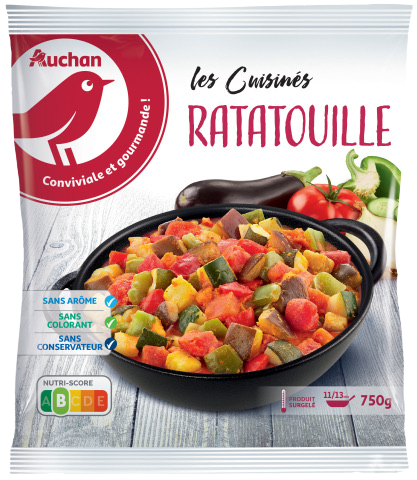 Auchan
Conviviale et gourmande !
les Cuisinés
RATATOUILLE
SANS ARÔME
SANS
COLORANT
SANS
CONSERVATEUR
NUTRI-SCORE
A B C D E
PRODUIT
SURGELÉ
11/13 min
750g